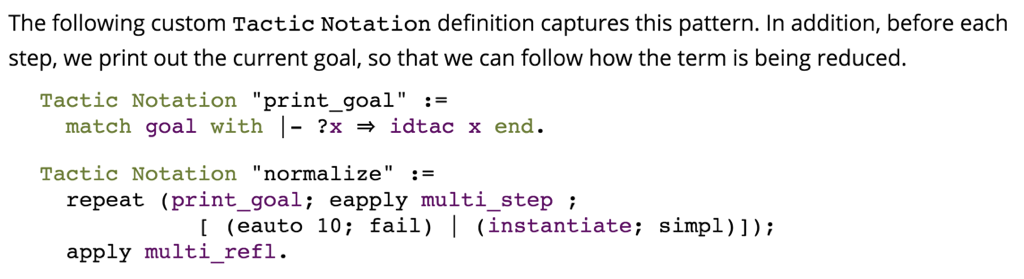 The following custom Tactic Notation definition captures this pattern. In addition, before each
step, we print out the current goal, so that we can follow how the term is being reduced.
Tactic Notation "print_goal" :=
match goal with |- ?x ⇒ idtac x end.
Tactic Notation "normalize" :=
repeat (print_goal; eapply multi_step ;
[ (eauto 10; fail) | (instantiate; simpl)]);
apply multi_refl.